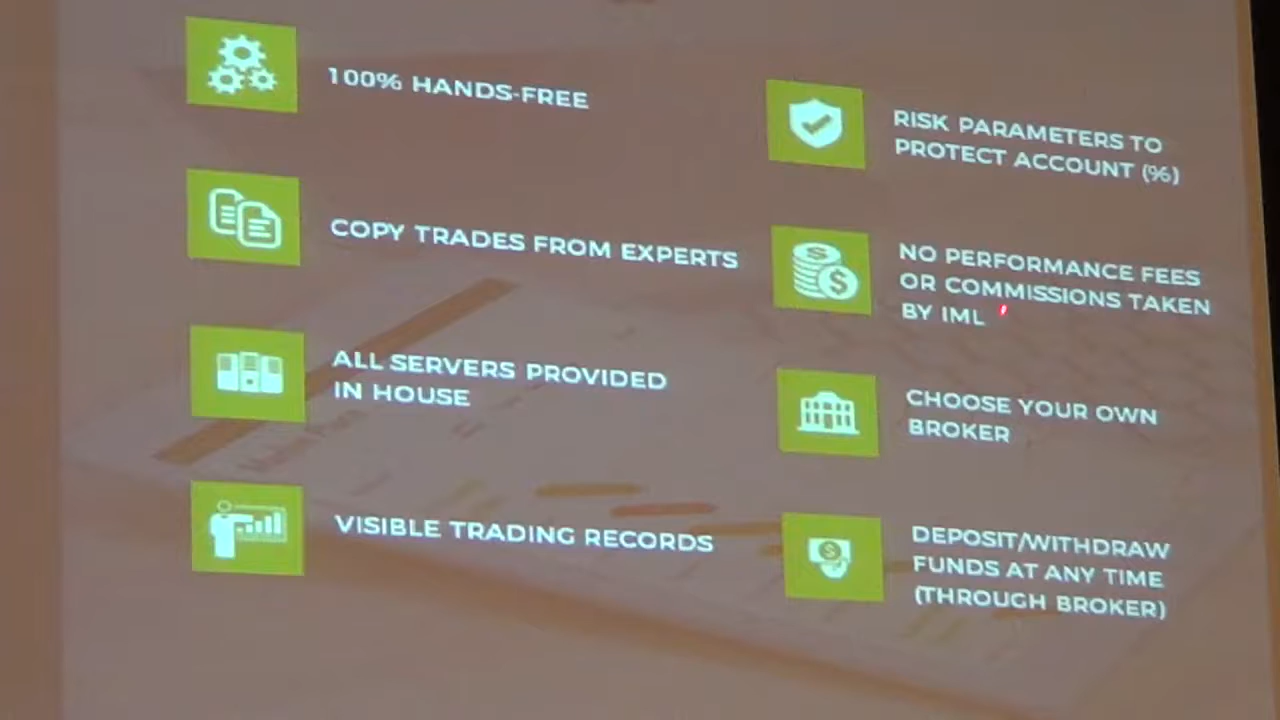 100% HANDS-FREE
COPY TRADES FROM EXPERTS
ALL SERVERS PROVIDED
IN HOUSE
VISIBLE TRADING RECORDS
RISK PARAMETERS TO
PROTECT ACCOUNT (%)
NO PERFORMANCE FEES
OR COMMISSIONS TAKEN
BY IML
CHOOSE YOUR OWN
BROKER
DEPOSIT/WITHDRAW
FUNDS AT ANY TIME
(THROUGH BROKER)